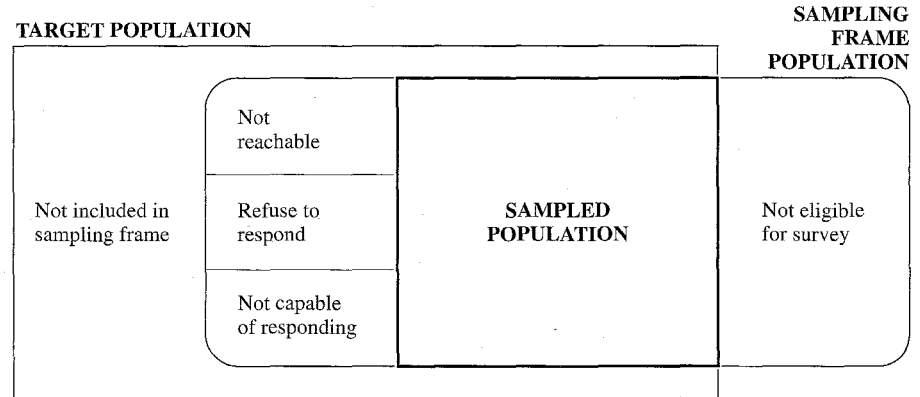 TARGET POPULATION
SAMPLING
FRAME
POPULATION
Not
reachable
Not included in
sampling frame
Refuse to
respond
SAMPLED
POPULATION
Not eligible
for survey
Not capable
of responding